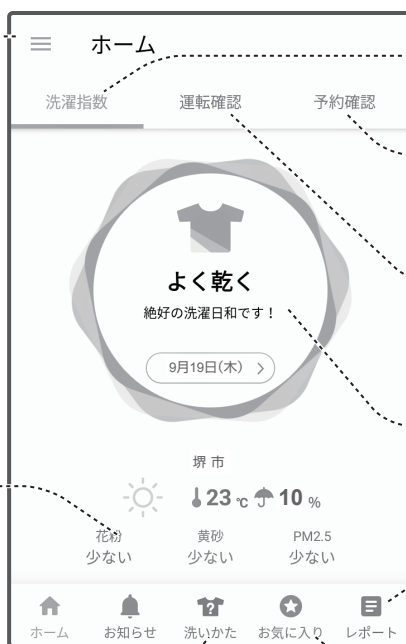 ホーム
洗濯指数 運転確認 予約確認
よく乾く
絶好の洗濯日和です！
9月19日(木)
堺市
23℃ 10%
花粉 黄砂 PM2.5
少ない 少ない 少ない
?
ホーム お知らせ 洗いかた お気に入り レポート